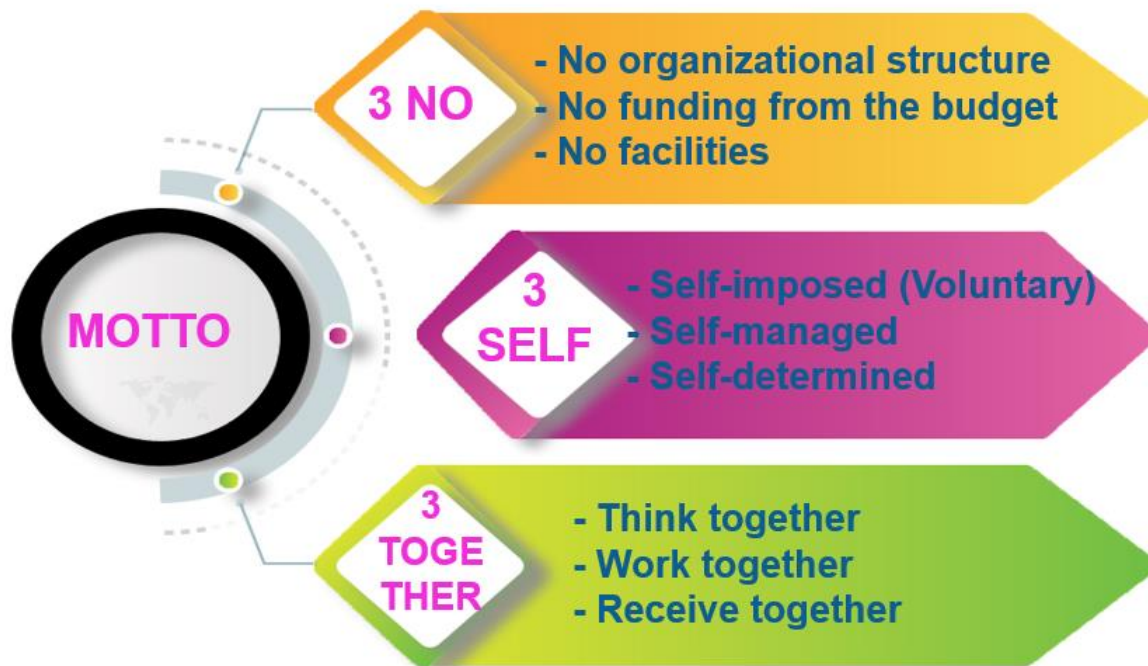 MOTTO
3 NO
- No organizational structure
- No funding from the budget
- No facilities
3
SELF
- Self-imposed (Voluntary)
- Self-managed
- Self-determined
3
TOGE
THER
- Think together
- Work together
- Receive together